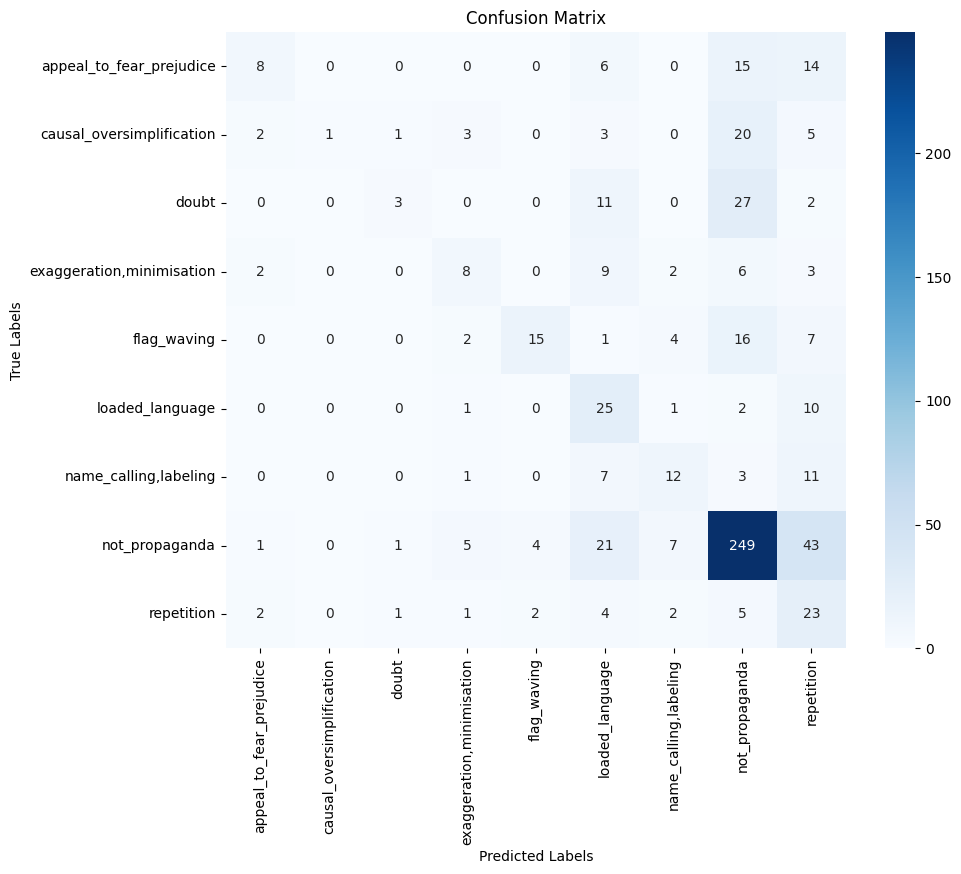 Confusion Matrix
True Labels
appeal_to_fear_prejudice 8 0 0 0 0 6 0 15 14
causal_oversimplification 2 1 1 3 0 3 0 20 5
doubt 0 0 3 0 0 11 0 27 2
exaggeration,minimisation 2 0 0 8 0 9 2 6 3
flag_waving 0 0 0 2 15 1 4 16 7
loaded_language 0 0 0 1 0 25 1 2 10
name_calling,labeling 0 0 0 1 0 7 12 3 11
not_propaganda 1 0 1 5 4 21 7 249 43
repetition 2 0 1 1 2 4 2 5 23
appeal_to_fear_prejudice
causal_oversimplification
doubt
exaggeration,minimisation
flag_waving
loaded_language
name_calling,labeling
not_propaganda
repetition
Predicted Labels
200
150
100
50
0